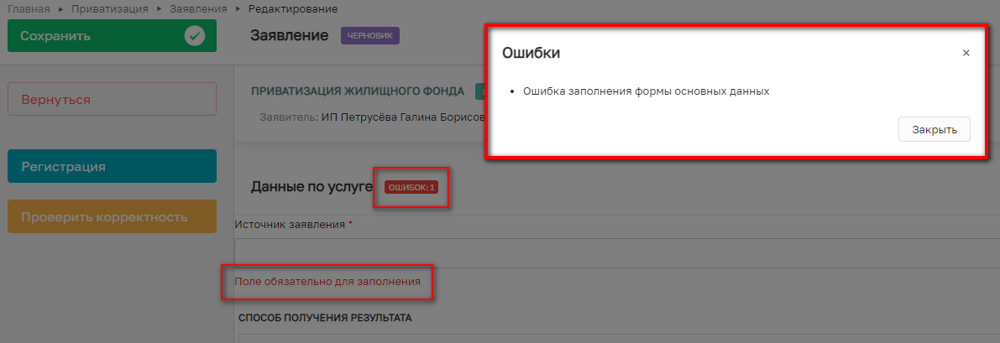 Главная ▸ Приватизация ▸ Заявления ▸ Редактирование
Сохранить
Заявление ЧЕРНОВИК
Ошибки ×
Вернуться
ПРИВАТИЗАЦИЯ ЖИЛИЩНОГО ФОНДА
• Ошибка заполнения формы основных данных
Заявитель: ИП Петрусёва Галина Борисов
Закрыть
Регистрация
Данные по услуге ОШИБОК: 1
Проверить корректность
Источник заявления *
Поле обязательно для заполнения
СПОСОБ ПОЛУЧЕНИЯ РЕЗУЛЬТАТА